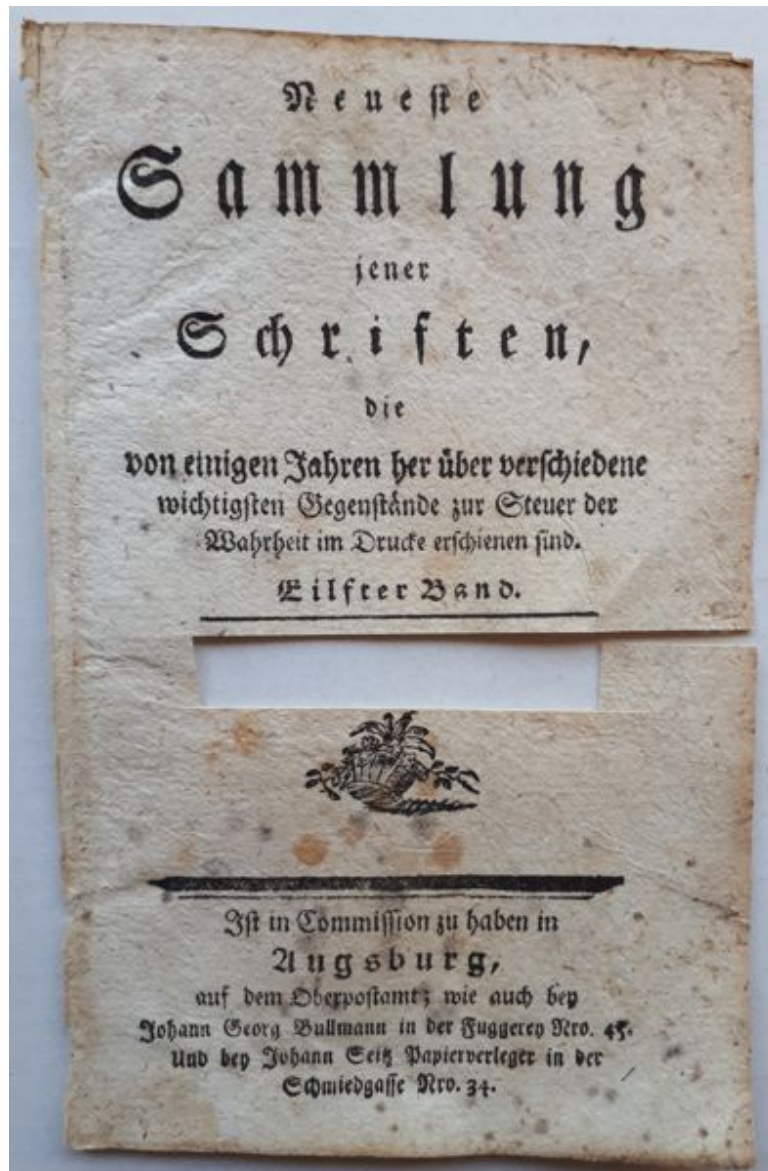 Neueste
Sammlung
jener
Schriften,
die
von einigen Jahren her über verschiedene
wichtigsten Gegenstände zur Steuer der
Wahrheit im Drucke erschienen sind.
Eilfter Band.
Ist in Commission zu haben in
Augsburg,
auf dem Oberpostamt; wie auch bey
Johann Georg Bullmann in der Fuggerey Nro. 45.
Und bey Johann Seitz Papierverleger in der
Schmiedgasse Nro. 34.